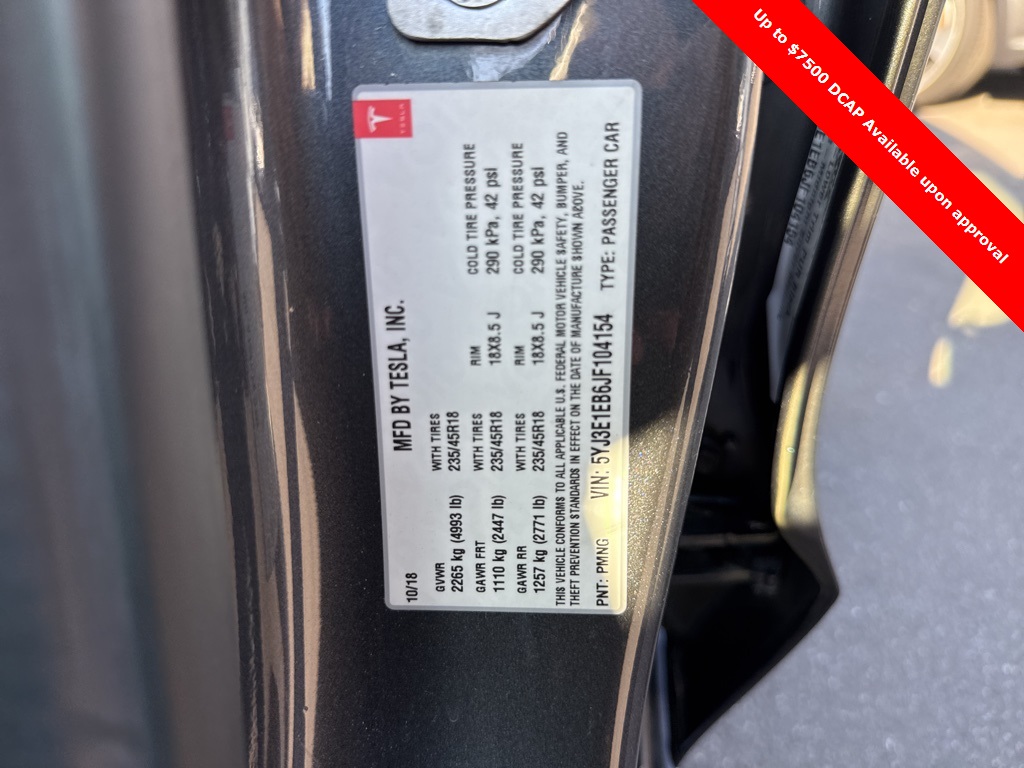 Up to $7500 DCAP Available upon approval
TESLA
MFD BY TESLA, INC.
10/18
GVWR WITH TIRES
2265 kg (4993 lb) 235/45R18
GAWR FRT WITH TIRES RIM COLD TIRE PRESSURE
1110 kg (2447 lb) 235/45R18 18X8.5 J 290 kPa, 42 psi
GAWR RR WITH TIRES RIM COLD TIRE PRESSURE
1257 kg (2771 lb) 235/45R18 18X8.5 J 290 kPa, 42 psi
THIS VEHICLE CONFORMS TO ALL APPLICABLE U.S. FEDERAL MOTOR VEHICLE SAFETY, BUMPER, AND
THEFT PREVENTION STANDARDS IN EFFECT ON THE DATE OF MANUFACTURE SHOWN ABOVE.
PNT: PMNG VIN: 5YJ3E1EB6JF104154 TYPE: PASSENGER CAR